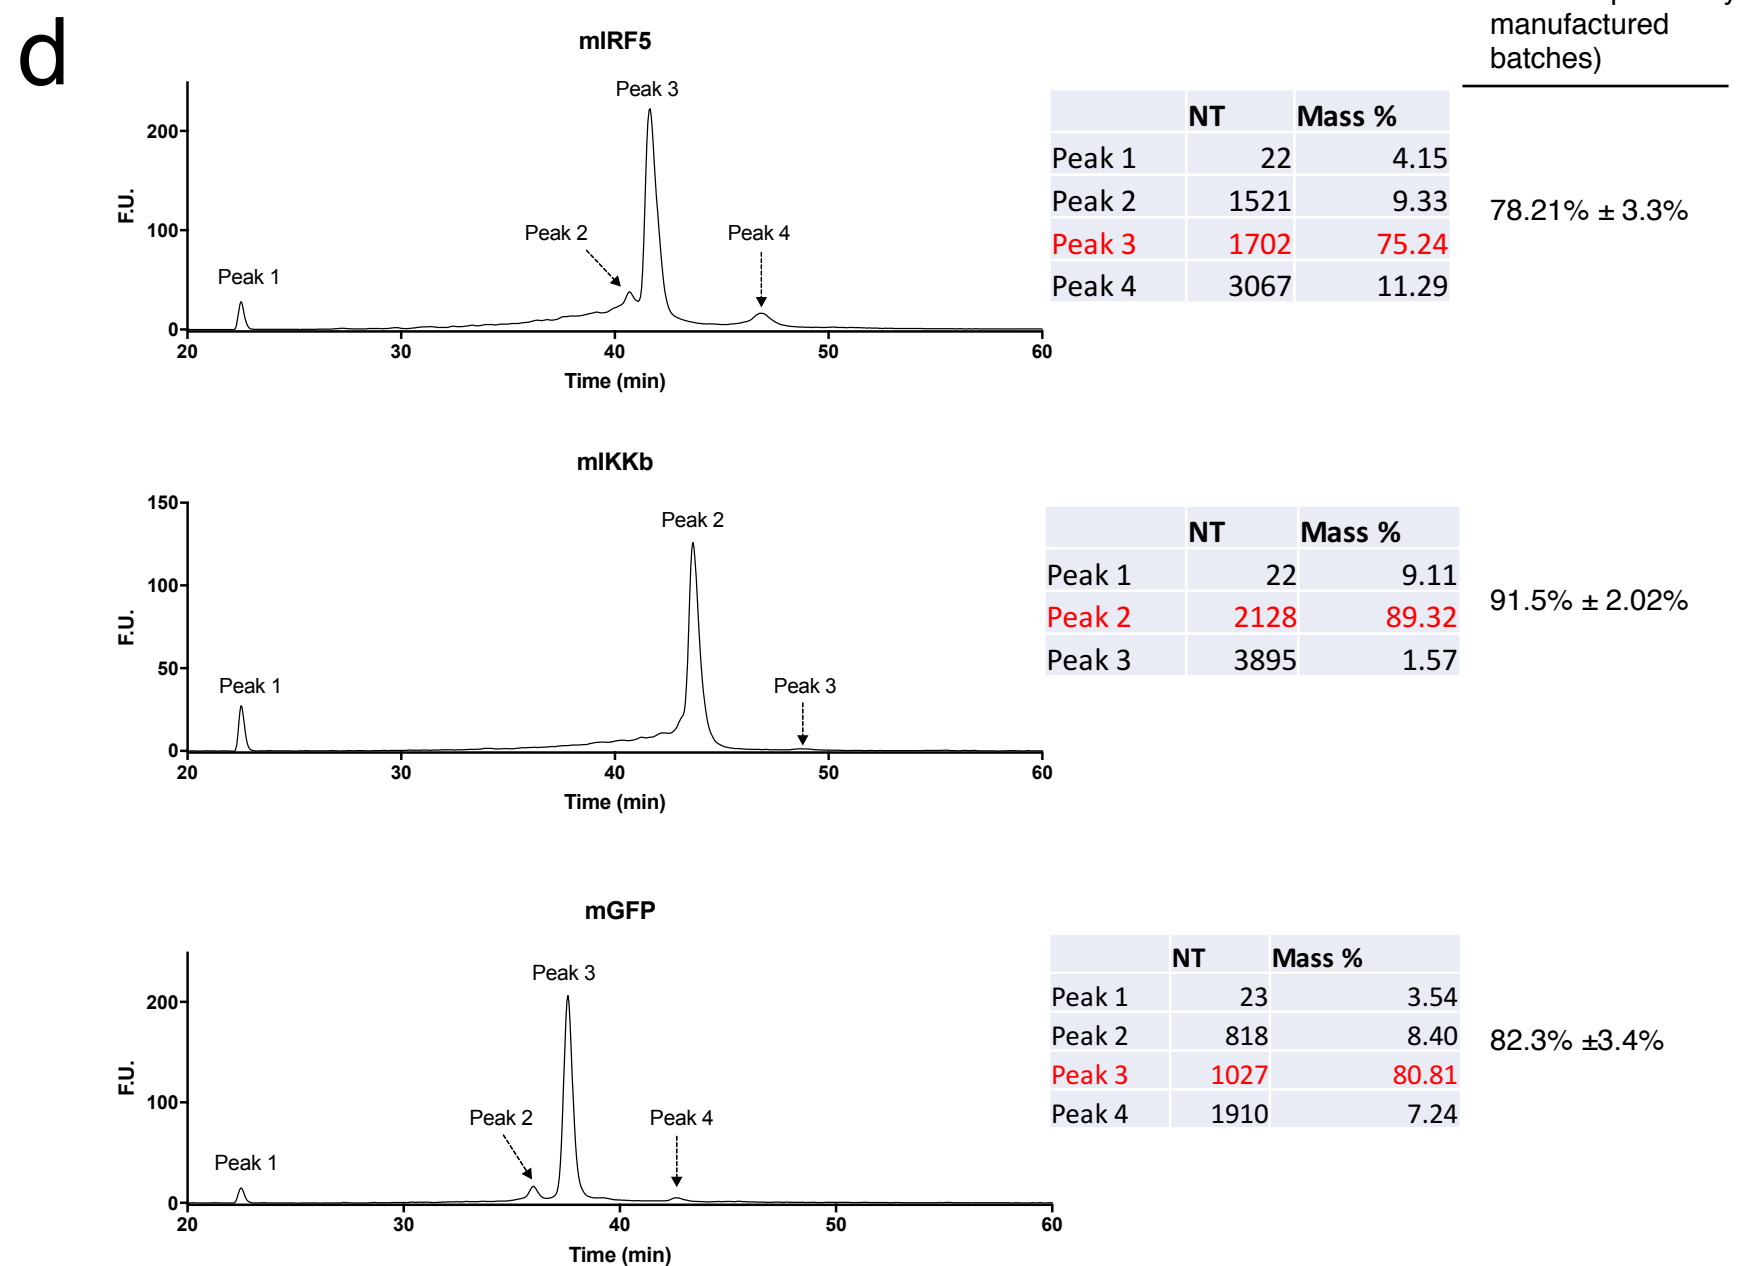 d
manufactured
batches)
mIRF5
Peak 3
200
100
0
F.U.
Peak 2
Peak 4
Peak 1
20 30 40 50 60
Time (min)
NT Mass %
Peak 1 22 4.15
Peak 2 1521 9.33
Peak 3 1702 75.24
Peak 4 3067 11.29
78.21% ± 3.3%
mIKKb
150
100
50
0
F.U.
Peak 2
Peak 1
Peak 3
20 30 40 50 60
Time (min)
NT Mass %
Peak 1 22 9.11
Peak 2 2128 89.32
Peak 3 3895 1.57
91.5% ± 2.02%
mGFP
200
100
0
F.U.
Peak 3
Peak 2
Peak 4
Peak 1
20 30 40 50 60
Time (min)
NT Mass %
Peak 1 23 3.54
Peak 2 818 8.40
Peak 3 1027 80.81
Peak 4 1910 7.24
82.3% ±3.4%